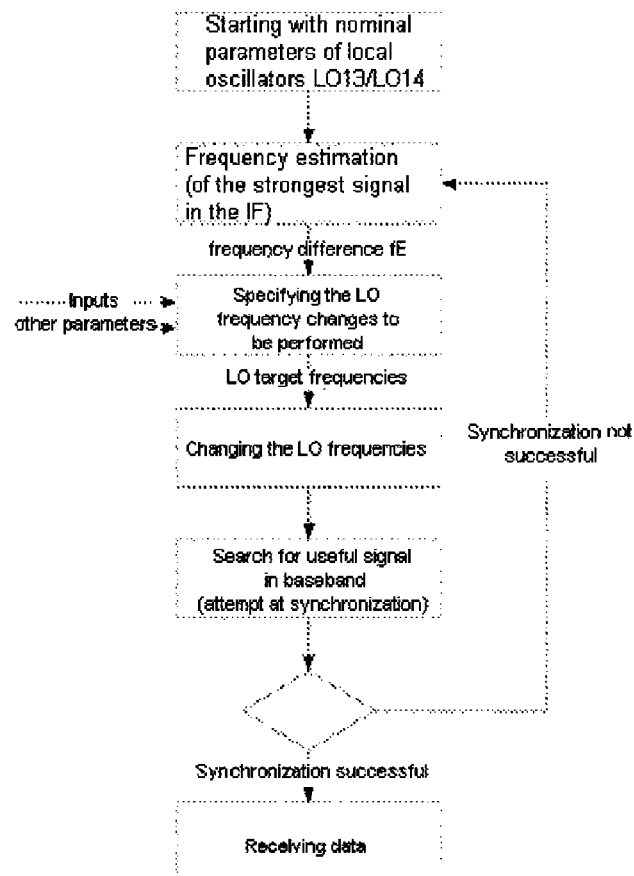 Starting with nominal
parameters of local
oscillators LO13/LO14
Frequency estimation
(of the strongest signal
in the IF)
frequency difference fE
Inputs
other parameters
Specifying the LO
frequency changes to
be performed
LO target frequencies
Changing the LO frequencies
Synchronization not
successful
Search for useful signal
in baseband
(attempt at synchronization)
Synchronization successful
Receiving data